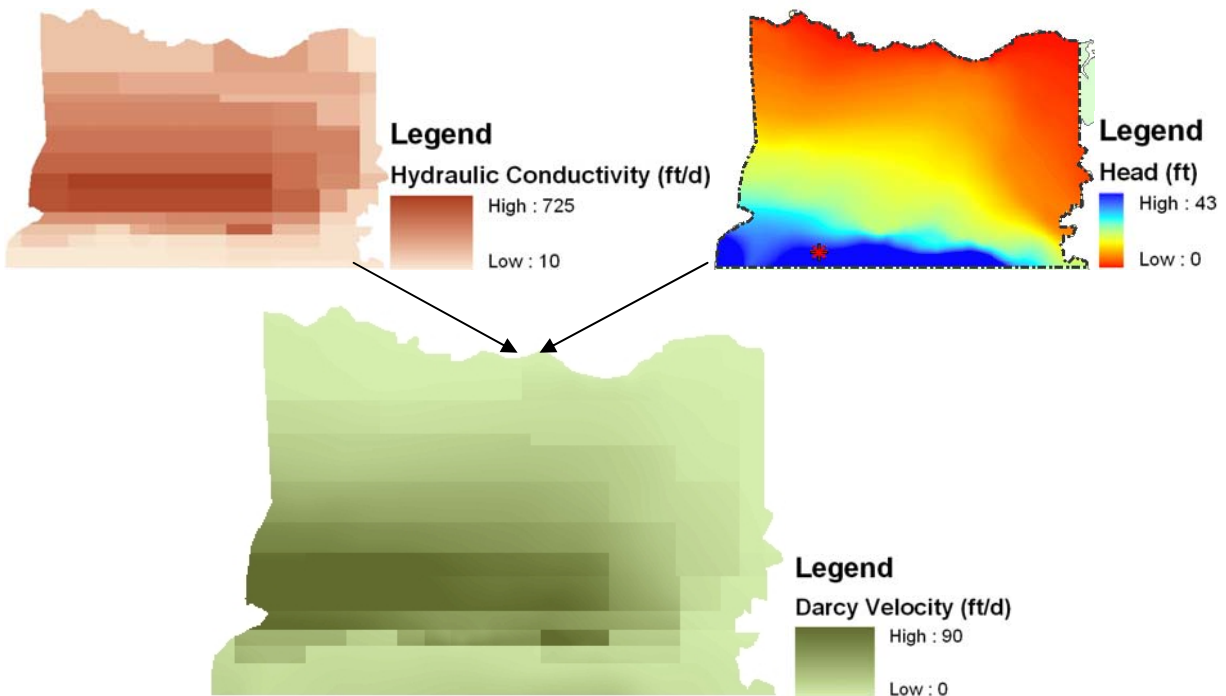 Legend
Hydraulic Conductivity (ft/d)
High : 725
Low : 10
Legend
Head (ft)
High : 43
Low : 0
Legend
Darcy Velocity (ft/d)
High : 90
Low : 0